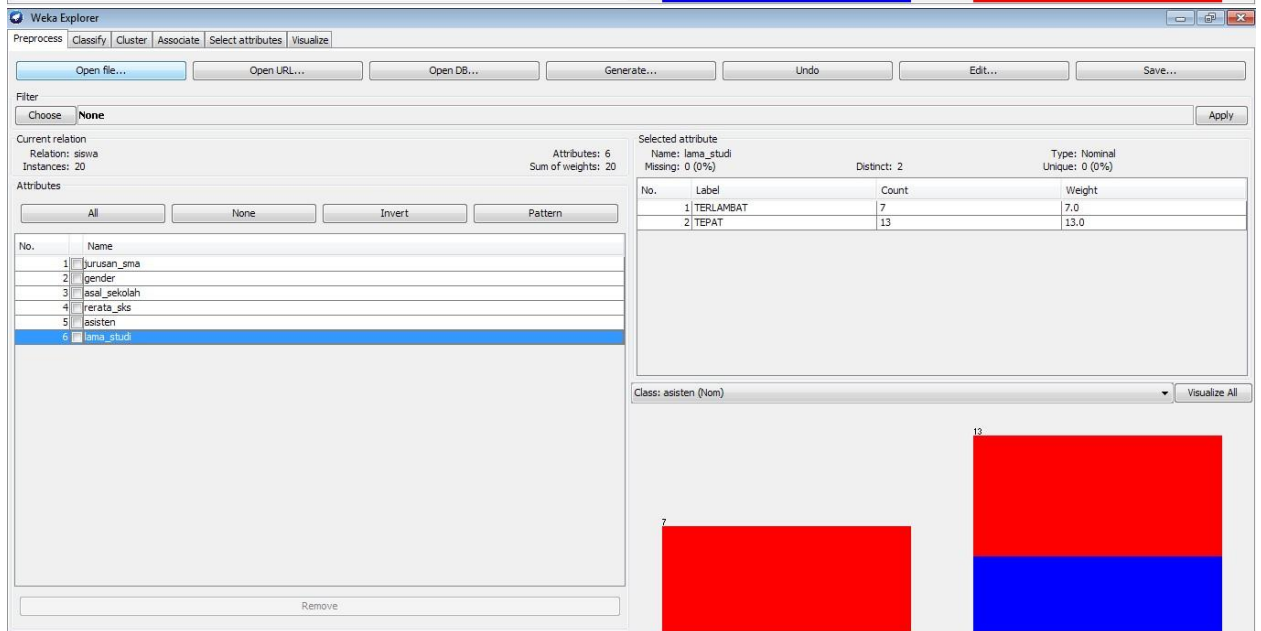 Weka Explorer
Preprocess Classify Cluster Associate Select attributes Visualize
Open file... Open URL... Open DB... Generate... Undo Edit... Save...
Filter
Choose None Apply
Current relation
Relation: siswa Attributes: 6
Instances: 20 Sum of weights: 20
Attributes
All None Invert Pattern
No. Name
1 jurusan_sma
2 gender
3 asal_sekolah
4 rerata_sks
5 asisten
6 lama_studi
Remove
Selected attribute
Name: lama_studi Type: Nominal
Missing: 0 (0%) Distinct: 2 Unique: 0 (0%)
No. Label Count Weight
1 TERLAMBAT 7 7.0
2 TEPAT 13 13.0
Class: asisten (Nom) Visualize All
13
7